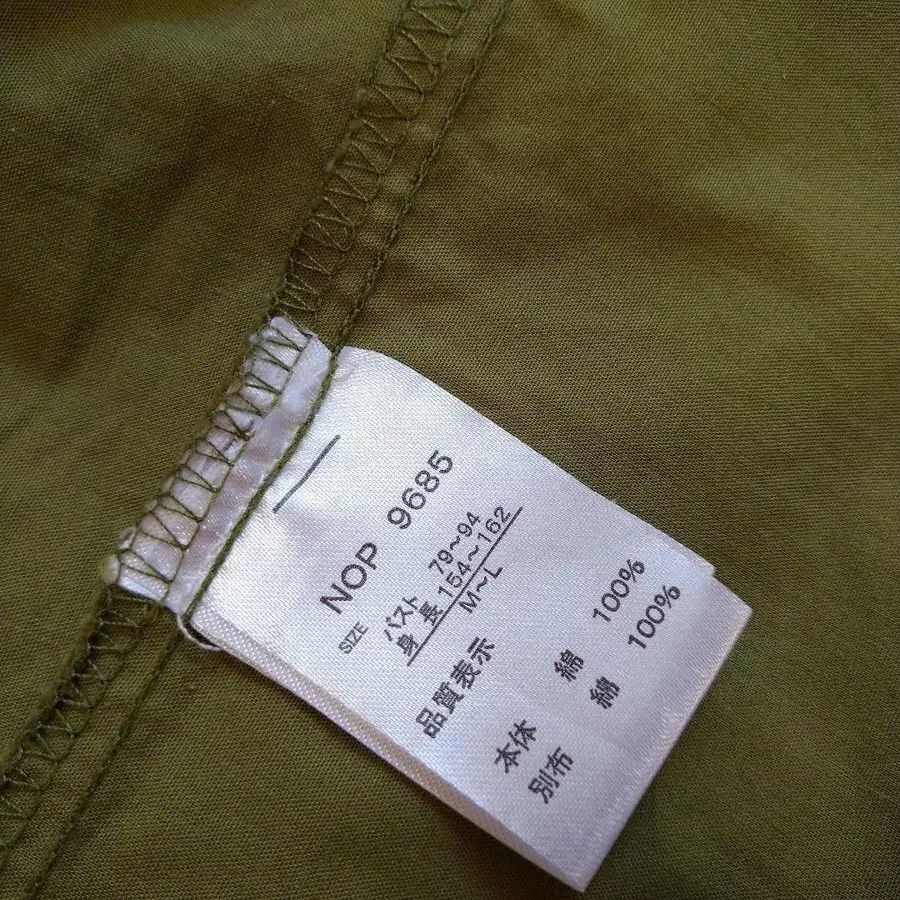 NOP 9685
SIZE
バスト 79～94
身長 154～162
M～L
品質表示
本体 綿 100%
別布 綿 100%